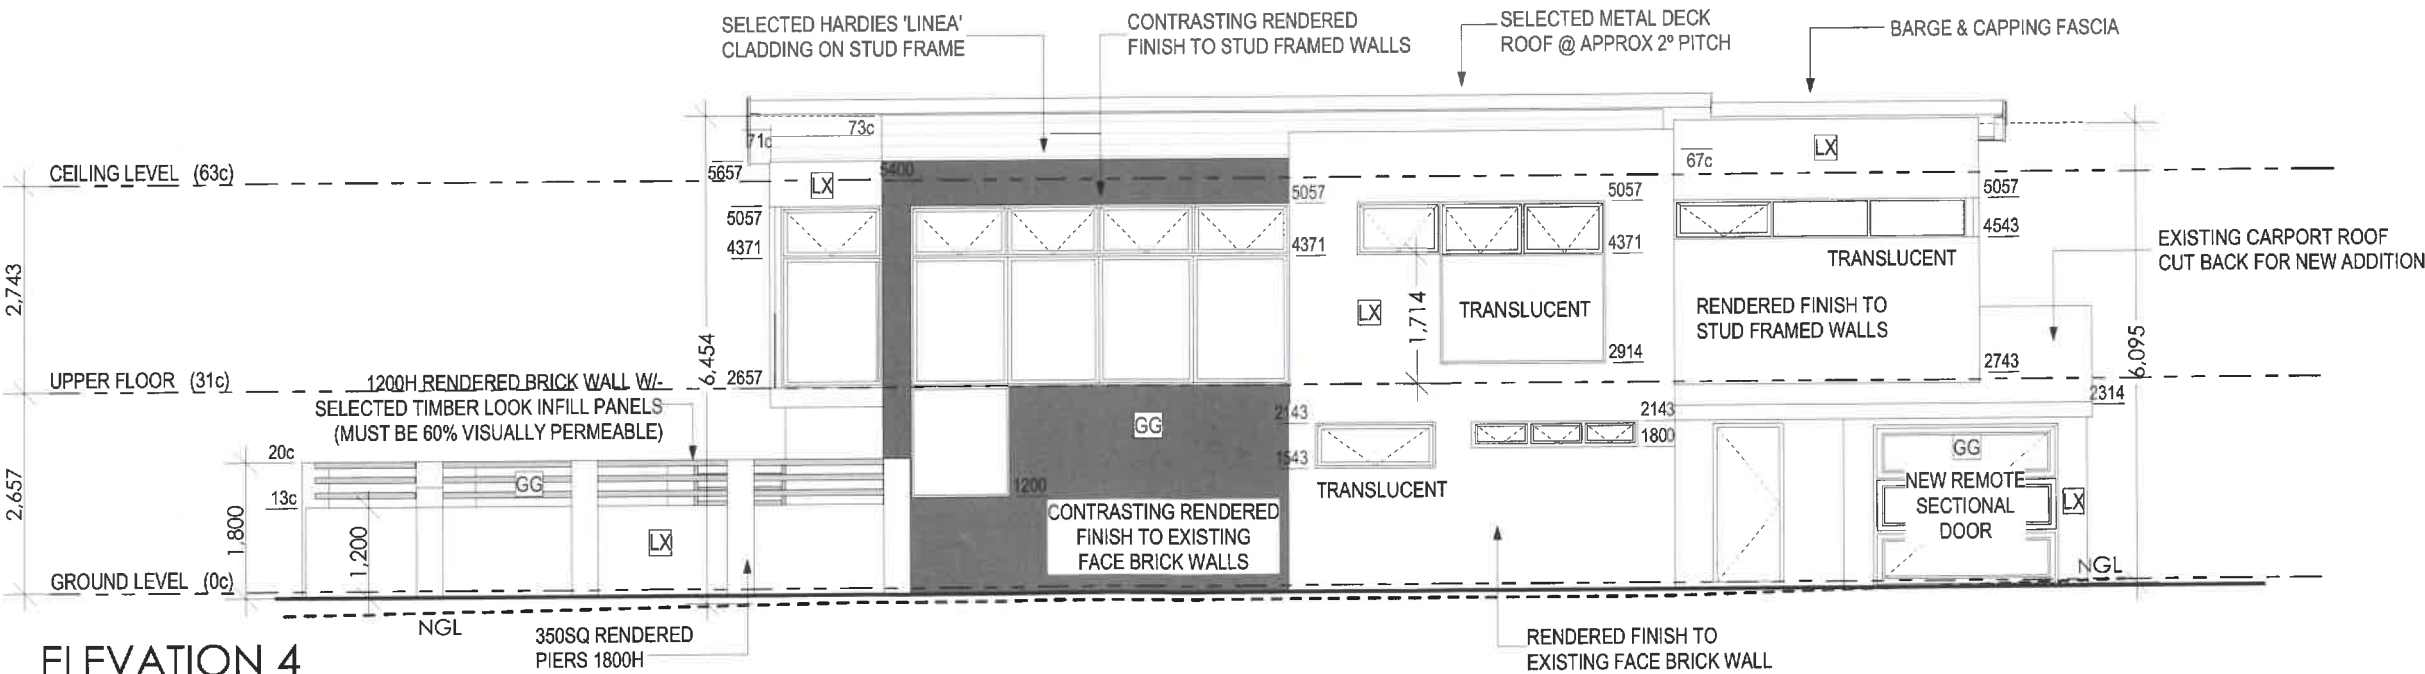 SELECTED HARDIES 'LINEA'
CLADDING ON STUD FRAME
CONTRASTING RENDERED
FINISH TO STUD FRAMED WALLS
SELECTED METAL DECK
ROOF @ APPROX 2º PITCH
BARGE & CAPPING FASCIA
73c
71c
67c
LX
CEILING LEVEL (63c)
5657
LX
5400
5057
5057
5057
5057
4371
4371
4371
4543
TRANSLUCENT
EXISTING CARPORT ROOF
CUT BACK FOR NEW ADDITION
2,743
6,454
LX
1,714
TRANSLUCENT
RENDERED FINISH TO
STUD FRAMED WALLS
2914
2743
6,095
UPPER FLOOR (31c)
2657
1200H RENDERED BRICK WALL W/-
SELECTED TIMBER LOOK INFILL PANELS
(MUST BE 60% VISUALLY PERMEABLE)
2314
2143
2143
1800
GG
1543
TRANSLUCENT
20c
13c
GG
1200
GG
NEW REMOTE
SECTIONAL
DOOR
LX
2,657
1,800
1,200
LX
CONTRASTING RENDERED
FINISH TO EXISTING
FACE BRICK WALLS
GROUND LEVEL (0c)
NGL
NGL
350SQ RENDERED
PIERS 1800H
RENDERED FINISH TO
EXISTING FACE BRICK WALL
ELEVATION 4